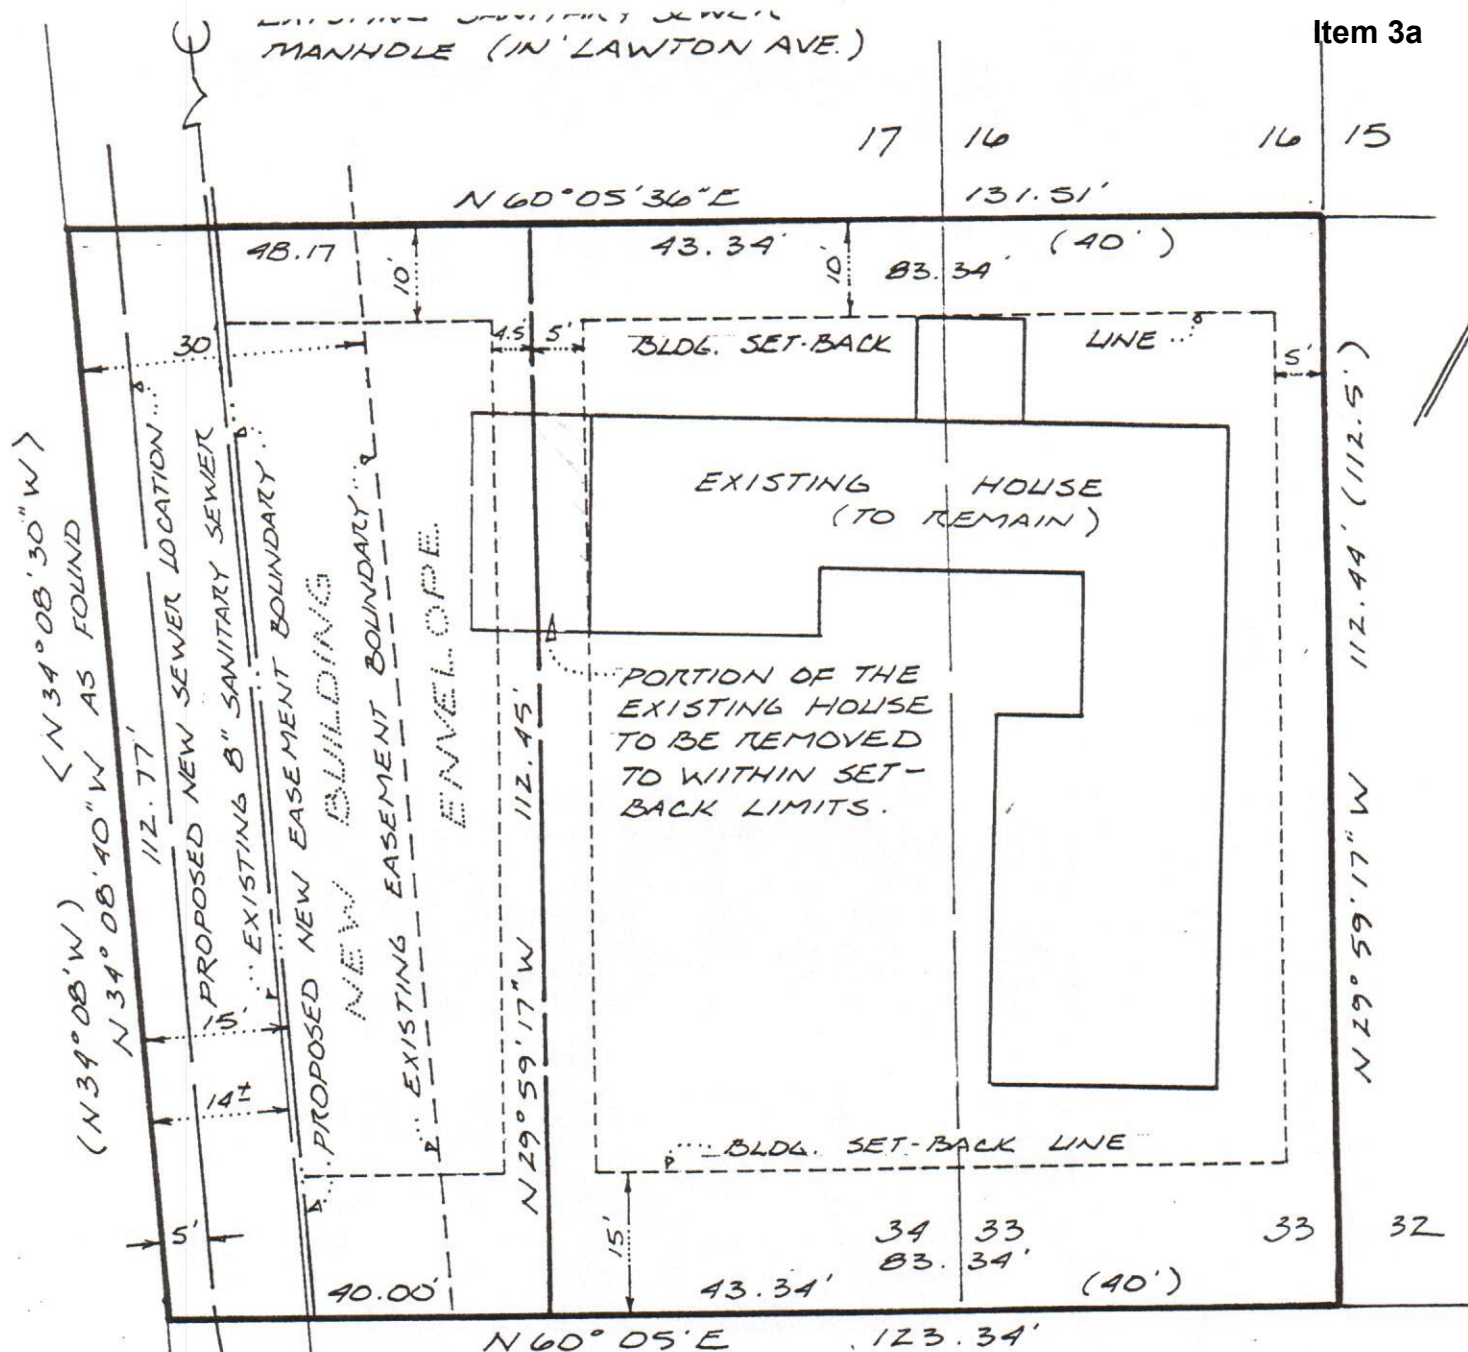 Item 3a
EXISTING SANITARY SEWER
MANHOLE (IN LAWTON AVE.)
17 16 16 15
N 60° 05' 36" E 131.51'
48.17 43.34' (40')
10' 10' 83.34'
30 4.5' 5' BLDG. SET-BACK LINE 5'
EXISTING HOUSE
(TO REMAIN)
PORTION OF THE
EXISTING HOUSE
TO BE REMOVED
TO WITHIN SET-
BACK LIMITS.
(N 34° 08' W) <N 34° 08' 30" W>
N 34° 08' 40" W AS FOUND
112.77'
PROPOSED NEW SEWER LOCATION
EXISTING 8" SANITARY SEWER
PROPOSED NEW EASEMENT BOUNDARY
NEW BUILDING
EXISTING EASEMENT BOUNDARY
ENVELOPE
N 29° 59' 17" W 112.45'
N 29° 59' 17" W 112.44' (112.5')
15'
14±
BLDG. SET-BACK LINE
5' 15' 34 33 33 32
83.34'
40.00' 43.34' (40')
N 60° 05' E 123.34'